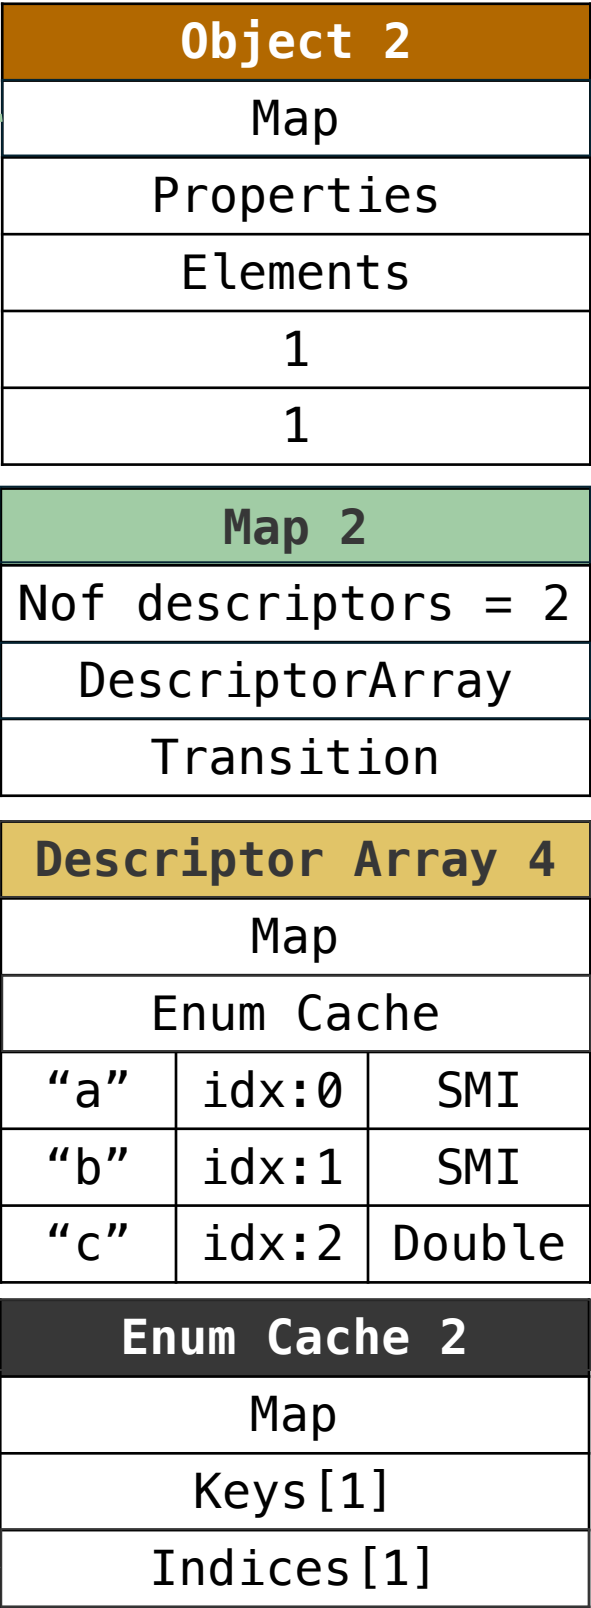 Object 2
Map
Properties
Elements
1
1
Map 2
Nof descriptors = 2
DescriptorArray
Transition
Descriptor Array 4
Map
Enum Cache
“a” idx:0 SMI
“b” idx:1 SMI
“c” idx:2 Double
Enum Cache 2
Map
Keys[1]
Indices[1]